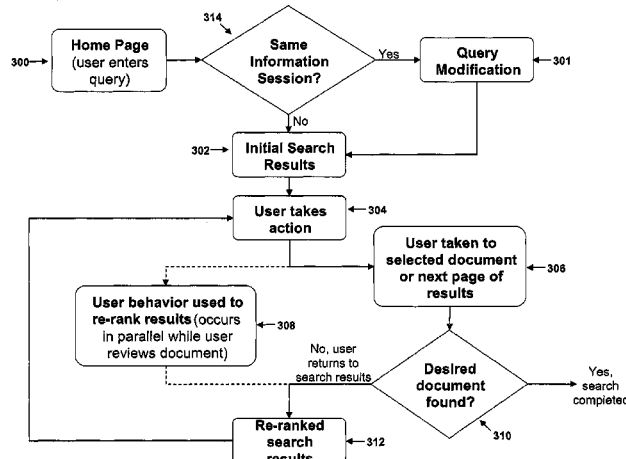 314
Home Page
(user enters
query)
300
Same
Information
Session?
Yes
Query
Modification
301
No
302
Initial Search
Results
User takes
action
304
User taken to
selected document
or next page of
results
306
User behavior used to
re-rank results (occurs
in parallel while user
reviews document)
308
No, user
returns to
search results
Desired
document
found?
Yes,
search
completed
310
Re-ranked
search
results
312